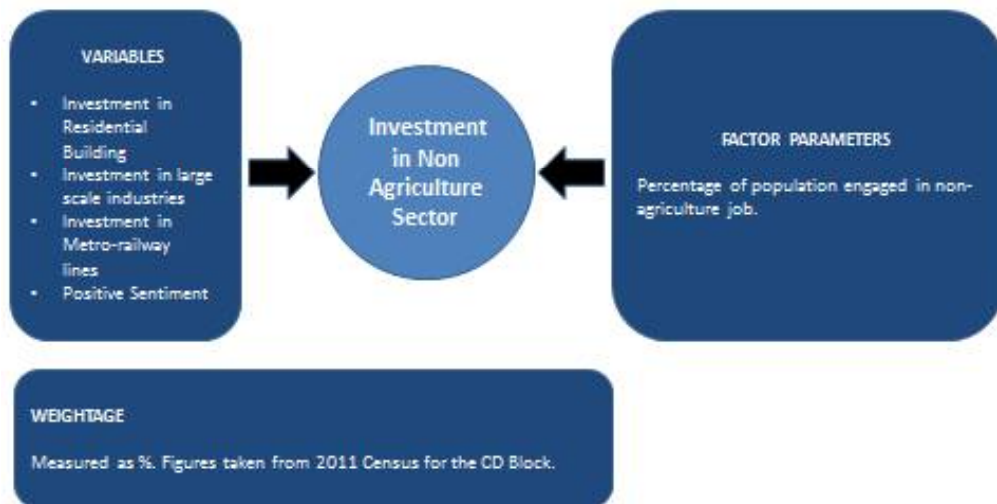 VARIABLES
• Investment in
Residential
Building
• Investment in large
scale industries
• Investment in
Metro-railway
lines
• Positive Sentiment
Investment
in Non
Agriculture
Sector
FACTOR PARAMETERS
Percentage of population engaged in non-
agriculture job.
WEIGHTAGE
Measured as %. Figures taken from 2011 Census for the CD Block.